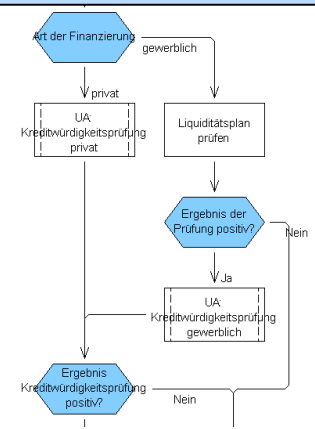 Art der Finanzierung
gewerblich
privat
UA:
Kreditwürdigkeitsprüfung
privat
Liquiditätsplan
prüfen
Ergebnis der
Prüfung positiv?
Nein
Ja
UA:
Kreditwürdigkeitsprüfung
gewerblich
Ergebnis
Kreditwürdigkeitsprüfung
positiv?
Nein